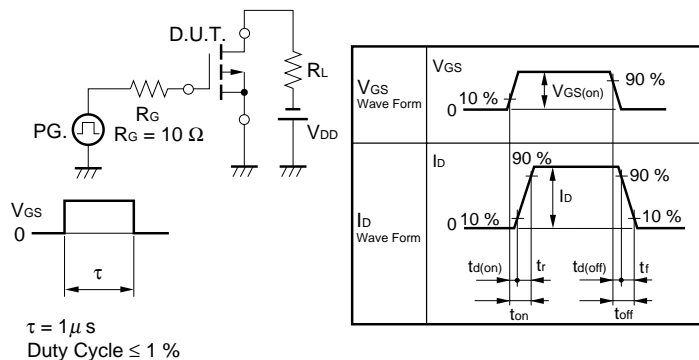 D.U.T.
RL
RG
PG.
RG = 10 Ω
VDD
VGS
0
τ
τ = 1μ s
Duty Cycle ≤ 1 %
VGS
Wave Form
VGS
10 %
0
VGS(on)
90 %
ID
Wave Form
ID
90 %
90 %
0
10 %
ID
10 %
td(on)
tr
td(off)
tf
ton
toff